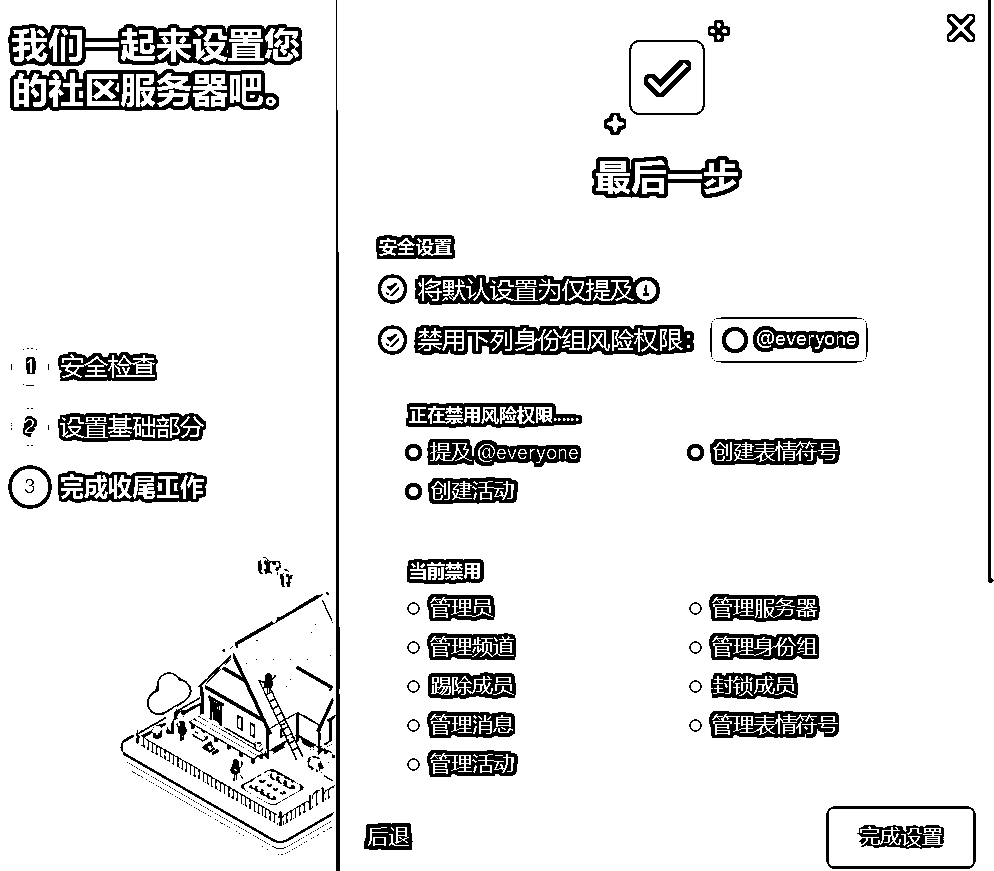 我们一起来设置您
的社区服务器吧。
1 安全检查
2 设置基础部分
3 完成收尾工作
最后一步
安全设置
将默认设置为仅提及
禁用下列身份组风险权限： @everyone
正在禁用风险权限……
提及 @everyone 创建表情符号
创建活动
当前禁用
管理员 管理服务器
管理频道 管理身份组
踢除成员 封锁成员
管理消息 管理表情符号
管理活动
后退 完成设置